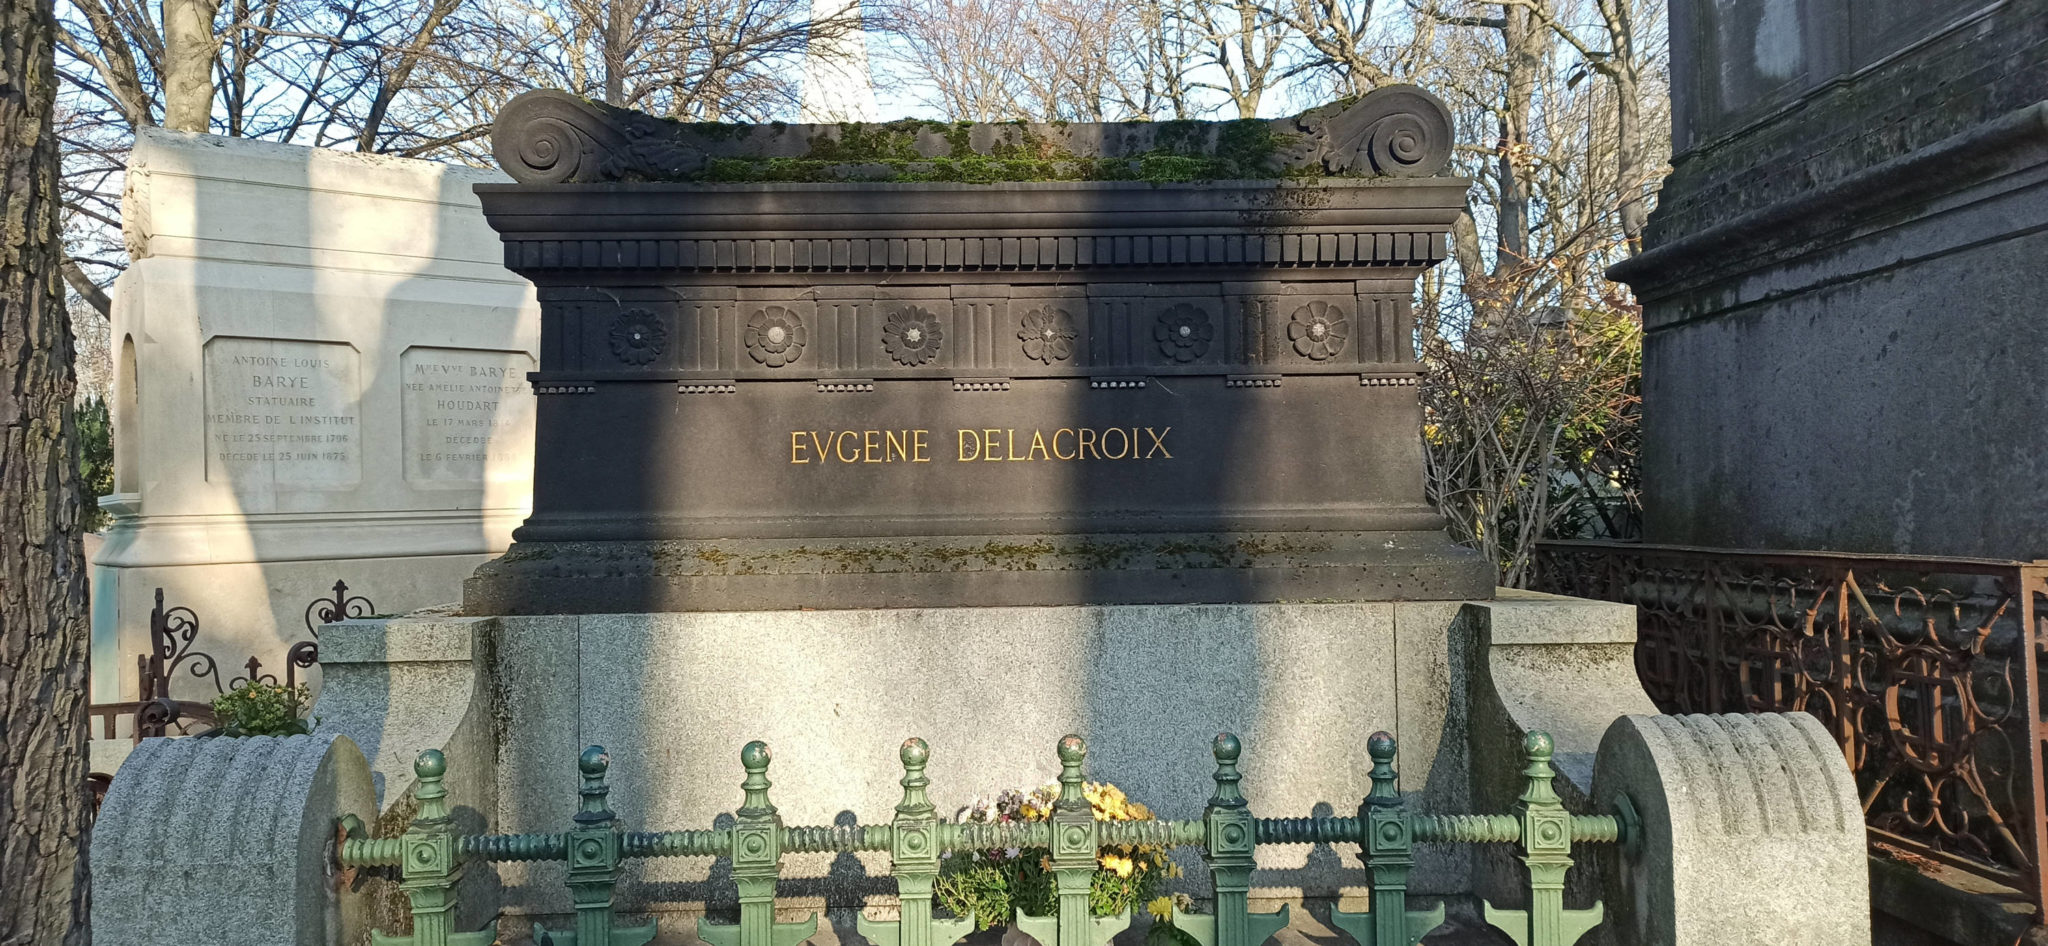 ANTOINE LOUIS
BARYE
STATUAIRE
MEMBRE DE L'INSTITUT
NÉ LE 25 SEPTEMBRE 1796
DÉCÉDÉ LE 25 JUIN 1875
MME VVE BARYE
NÉE AMÉLIE ANTOINETTE
HOUDART
LE 17 MARS
DÉCÉDÉE
LE 6 FÉVRIER
EVGENE DELACROIX